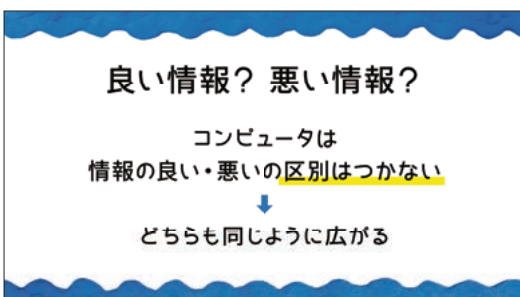 良い情報? 悪い情報?
コンピュータは
情報の良い・悪いの区別はつかない
どちらも同じように広がる